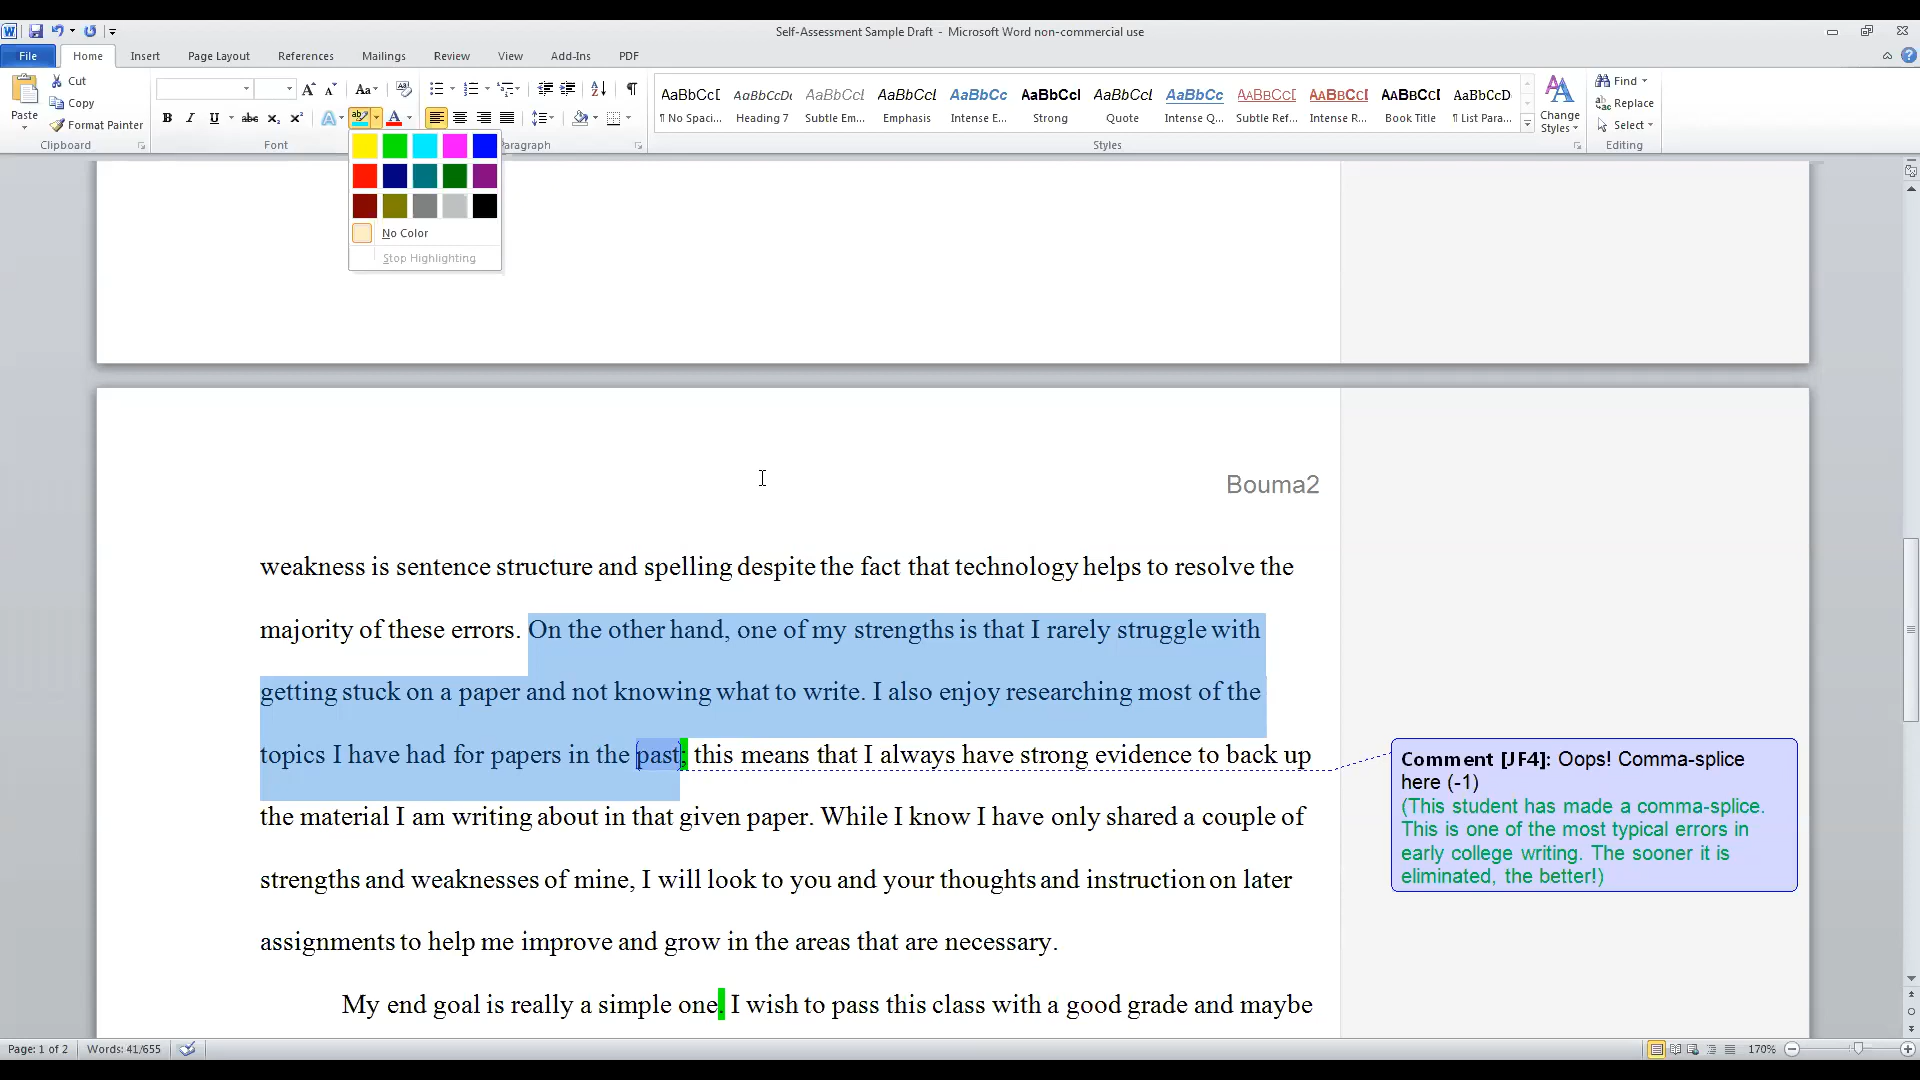 Self-Assessment Sample Draft - Microsoft Word non-commercial use
File Home Insert Page Layout References Mailings Review View Add-Ins PDF
Cut
Copy
Format Painter
Paste
Clipboard
Font
Paragraph
AaBbCcD AaBbCcDc AaBbCcL AaBbCcL AaBbCc AaBbCcI AaBbCcL AaBbCc AaBbCcD AaBbCcD AaBbCcI AaBbCcD
¶ No Spaci... Heading 7 Subtle Em... Emphasis Intense E... Strong Quote Intense Q... Subtle Ref... Intense R... Book Title ¶ List Para...
Styles
Change
Styles
Find
Replace
Select
Editing
No Color
Stop Highlighting
Bouma2
weakness is sentence structure and spelling despite the fact that technology helps to resolve the
majority of these errors. On the other hand, one of my strengths is that I rarely struggle with
getting stuck on a paper and not knowing what to write. I also enjoy researching most of the
topics I have had for papers in the past; this means that I always have strong evidence to back up
the material I am writing about in that given paper. While I know I have only shared a couple of
strengths and weaknesses of mine, I will look to you and your thoughts and instruction on later
assignments to help me improve and grow in the areas that are necessary.
My end goal is really a simple one. I wish to pass this class with a good grade and maybe
Comment [JF4]: Oops! Comma-splice
here (-1)
(This student has made a comma-splice.
This is one of the most typical errors in
early college writing. The sooner it is
eliminated, the better!)
Page: 1 of 2 Words: 41/655 170%